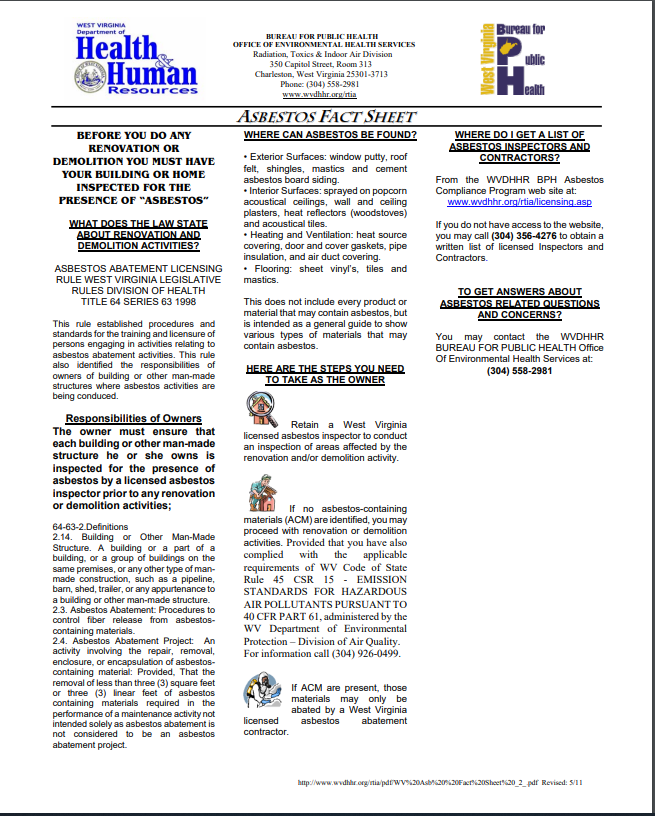 WEST VIRGINIA
Department of
Health
&
Human
Resources
BUREAU FOR PUBLIC HEALTH
OFFICE OF ENVIRONMENTAL HEALTH SERVICES
Radiation, Toxics & Indoor Air Division
350 Capitol Street, Room 313
Charleston, West Virginia 25301-3713
Phone: (304) 558-2981
www.wvdhhr.org/rtia
West Virginia
Bureau for
Public
Health
ASBESTOS FACT SHEET
BEFORE YOU DO ANY
RENOVATION OR
DEMOLITION YOU MUST HAVE
YOUR BUILDING OR HOME
INSPECTED FOR THE
PRESENCE OF "ASBESTOS"
WHAT DOES THE LAW STATE
ABOUT RENOVATION AND
DEMOLITION ACTIVITIES?
ASBESTOS ABATEMENT LICENSING
RULE WEST VIRGINIA LEGISLATIVE
RULES DIVISION OF HEALTH
TITLE 64 SERIES 63 1998
This rule established procedures and
standards for the training and licensure of
persons engaging in activities relating to
asbestos abatement activities. This rule
also identified the responsibilities of
owners of building or other man-made
structures where asbestos activities are
being conduced.
Responsibilities of Owners
The owner must ensure that
each building or other man-made
structure he or she owns is
inspected for the presence of
asbestos by a licensed asbestos
inspector prior to any renovation
or demolition activities;
64-63-2.Definitions
2.14. Building or Other Man-Made
Structure. A building or a part of a
building, or a group of buildings on the
same premises, or any other type of man-
made construction, such as a pipeline,
barn, shed, trailer, or any appurtenance to
a building or other man-made structure.
2.3. Asbestos Abatement: Procedures to
control fiber release from asbestos-
containing materials.
2.4. Asbestos Abatement Project: An
activity involving the repair, removal,
enclosure, or encapsulation of asbestos-
containing material: Provided, That the
removal of less than three (3) square feet
or three (3) linear feet of asbestos
containing materials required in the
performance of a maintenance activity not
intended solely as asbestos abatement is
not considered to be an asbestos
abatement project.
WHERE CAN ASBESTOS BE FOUND?
• Exterior Surfaces: window putty, roof
felt, shingles, mastics and cement
asbestos board siding.
• Interior Surfaces: sprayed on popcorn
acoustical ceilings, wall and ceiling
plasters, heat reflectors (woodstoves)
and acoustical tiles.
• Heating and Ventilation: heat source
covering, door and cover gaskets, pipe
insulation, and air duct covering.
• Flooring: sheet vinyl's, tiles and
mastics.
This does not include every product or
material that may contain asbestos, but
is intended as a general guide to show
various types of materials that may
contain asbestos.
HERE ARE THE STEPS YOU NEED
TO TAKE AS THE OWNER
Retain a West Virginia
licensed asbestos inspector to conduct
an inspection of areas affected by the
renovation and/or demolition activity.
If no asbestos-containing
materials (ACM) are identified, you may
proceed with renovation or demolition
activities. Provided that you have also
complied with the applicable
requirements of WV Code of State
Rule 45 CSR 15 - EMISSION
STANDARDS FOR HAZARDOUS
AIR POLLUTANTS PURSUANT TO
40 CFR PART 61, administered by the
WV Department of Environmental
Protection – Division of Air Quality.
For information call (304) 926-0499.
If ACM are present, those
materials may only be
abated by a West Virginia
licensed asbestos abatement
contractor.
WHERE DO I GET A LIST OF
ASBESTOS INSPECTORS AND
CONTRACTORS?
From the WVDHHR BPH Asbestos
Compliance Program web site at:
www.wvdhhr.org/rtia/licensing.asp
If you do not have access to the website,
you may call (304) 356-4276 to obtain a
written list of licensed Inspectors and
Contractors.
TO GET ANSWERS ABOUT
ASBESTOS RELATED QUESTIONS
AND CONCERNS?
You may contact the WVDHHR
BUREAU FOR PUBLIC HEALTH Office
Of Environmental Health Services at:
(304) 558-2981
http://www.wvdhhr.org/rtia/pdf/WV%20Asb%20%20Fact%20Sheet%20_2_.pdf Revised: 5/11